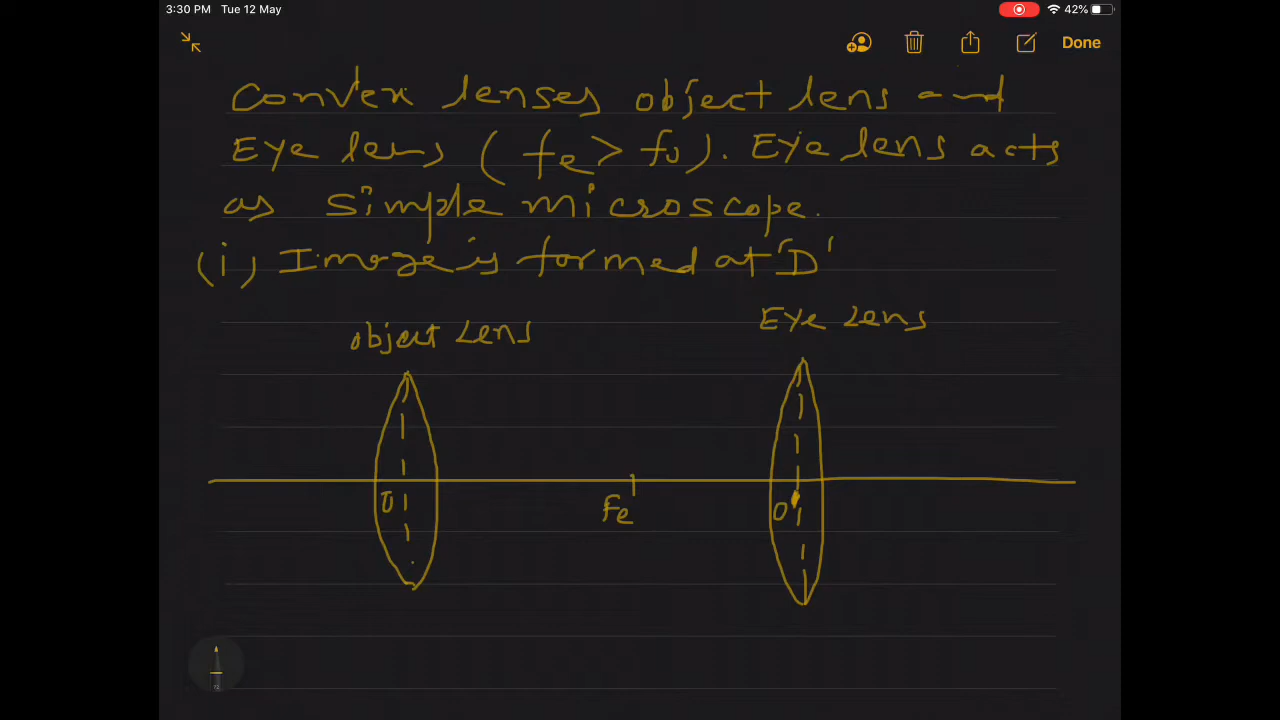 3:30 PM Tue 12 May
42%
Done
Convex lenses object lens and
Eye lens (fe > fo). Eye lens acts
as simple microscope.
(i) Image is formed at 'D'
object Lens
Eye Lens
O
Fe
O'